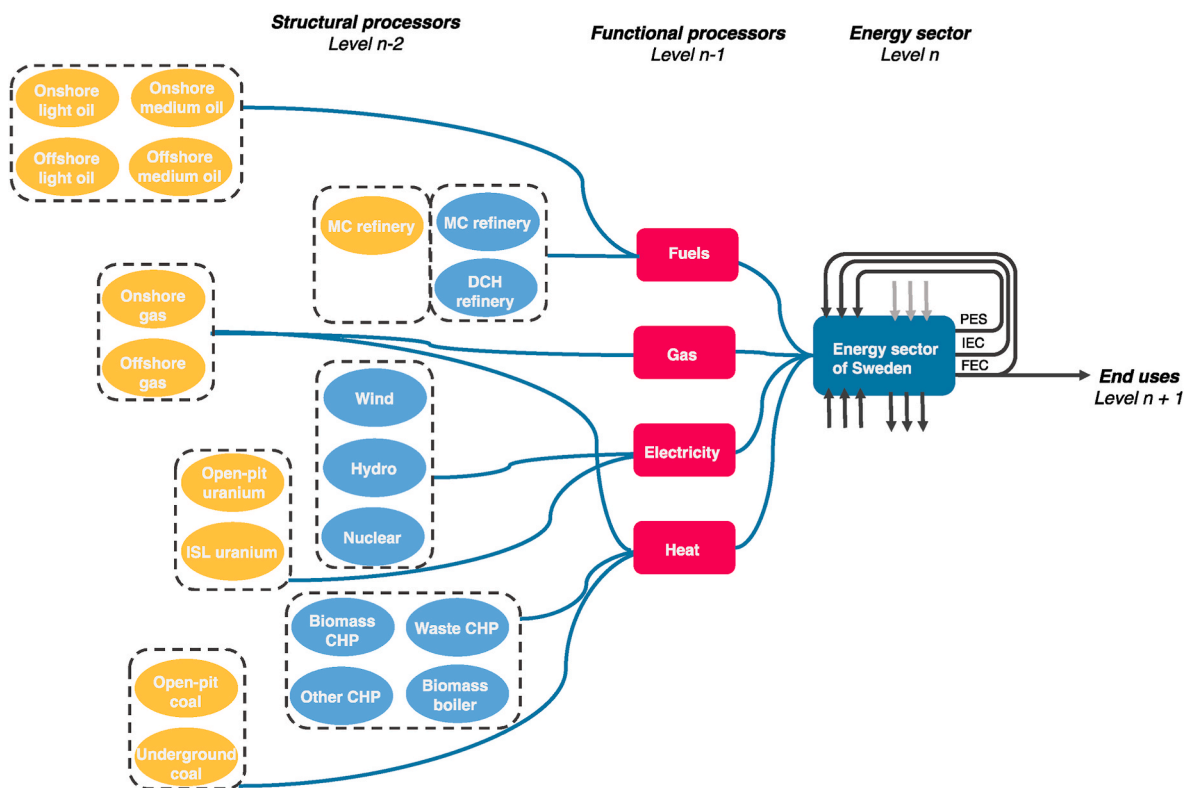 Structural processors
Level n-2
Functional processors
Level n-1
Energy sector
Level n
Onshore
light oil
Onshore
medium oil
Offshore
light oil
Offshore
medium oil
MC refinery
MC refinery
DCH
refinery
Fuels
Onshore
gas
Offshore
gas
Gas
PES
IEC
FEC
Energy sector
of Sweden
End uses
Level n + 1
Wind
Hydro
Nuclear
Electricity
Open-pit
uranium
ISL uranium
Heat
Biomass
CHP
Waste CHP
Other CHP
Biomass
boiler
Open-pit
coal
Underground
coal